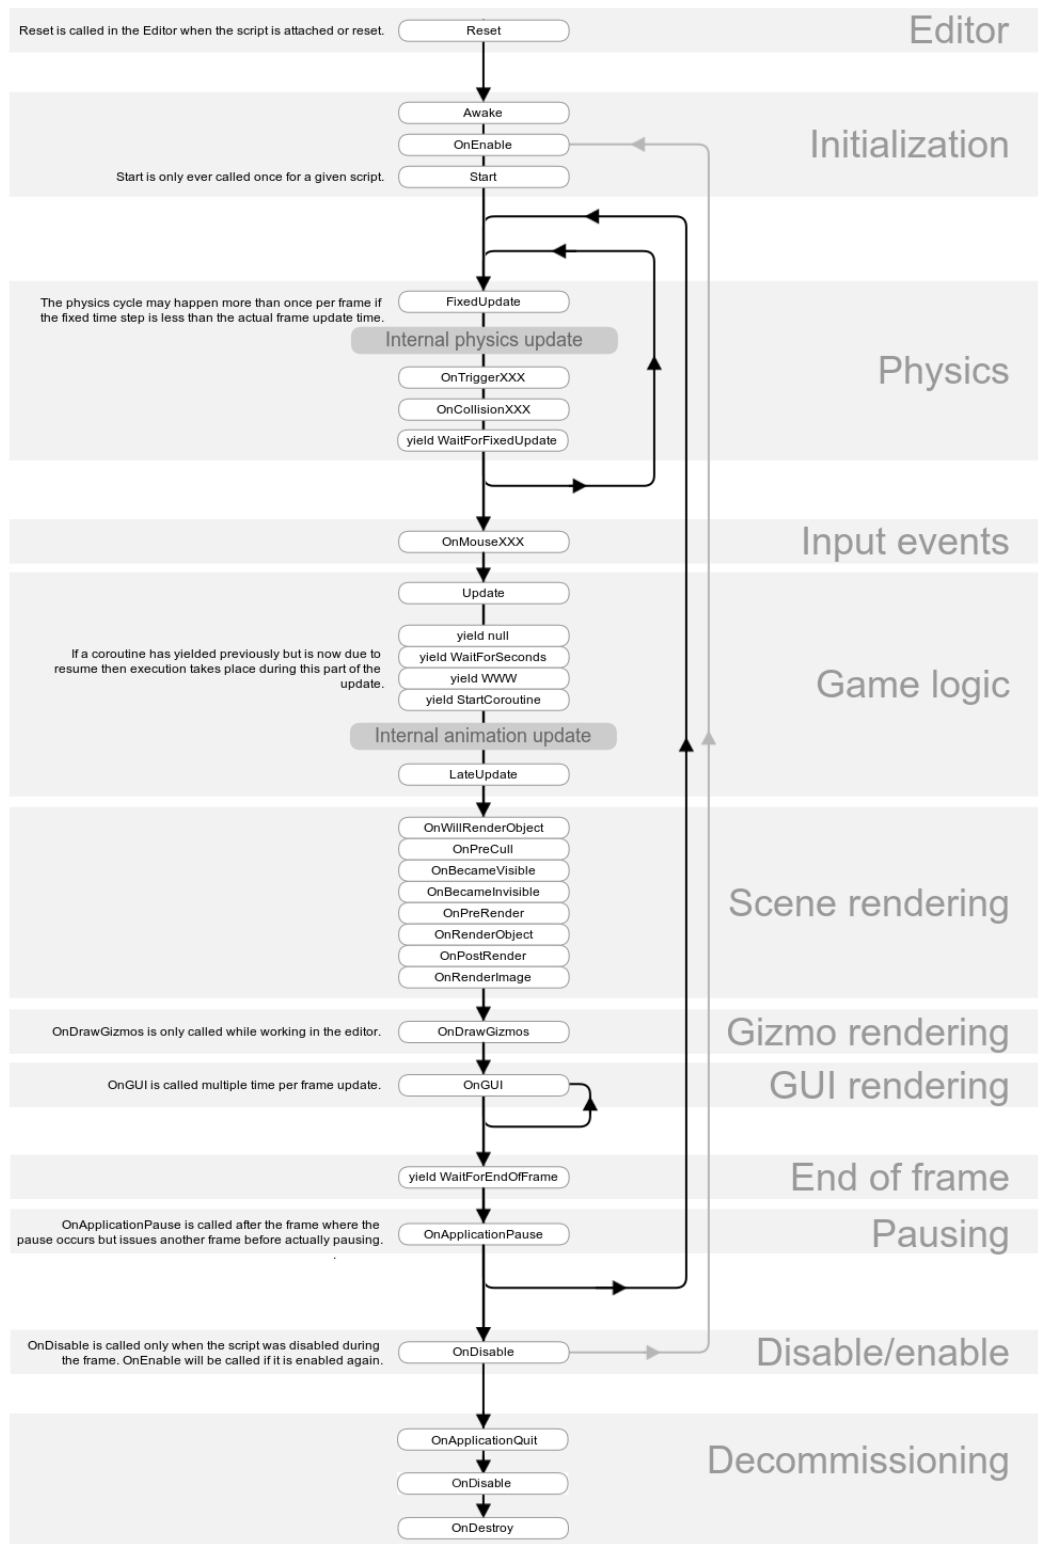 Reset is called in the Editor when the script is attached or reset.
Reset
Editor
Awake
OnEnable
Initialization
Start is only ever called once for a given script.
Start
The physics cycle may happen more than once per frame if
the fixed time step is less than the actual frame update time.
FixedUpdate
Internal physics update
OnTriggerXXX
Physics
OnCollisionXXX
yield WaitForFixedUpdate
OnMouseXXX
Input events
Update
yield null
If a coroutine has yielded previously but is now due to
resume then execution takes place during this part of the
update.
yield WaitForSeconds
yield WWW
yield StartCoroutine
Game logic
Internal animation update
LateUpdate
OnWillRenderObject
OnPreCull
OnBecameVisible
OnBecameInvisible
Scene rendering
OnPreRender
OnRenderObject
OnPostRender
OnRenderImage
OnDrawGizmos is only called while working in the editor.
OnDrawGizmos
Gizmo rendering
OnGUI is called multiple time per frame update.
OnGUI
GUI rendering
yield WaitForEndOfFrame
End of frame
OnApplicationPause is called after the frame where the
pause occurs but issues another frame before actually pausing.
.
OnApplicationPause
Pausing
OnDisable is called only when the script was disabled during
the frame. OnEnable will be called if it is enabled again.
OnDisable
Disable/enable
OnApplicationQuit
Decommissioning
OnDisable
OnDestroy